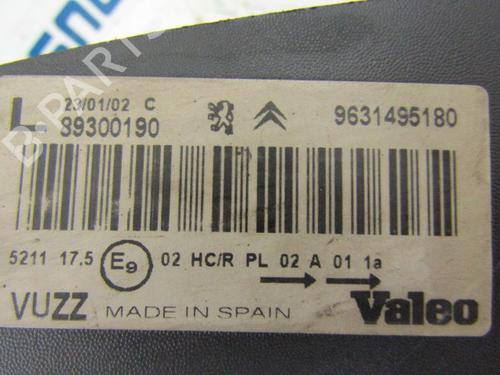 L 23/01/02 C
89300190 9631495180
5211 17.5 E9 02 HC/R PL 02 A 01 1a
VUZZ MADE IN SPAIN Valeo